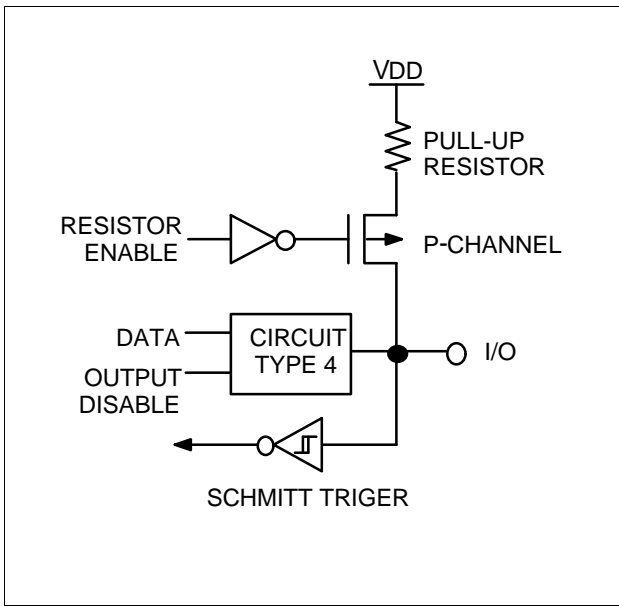 VDD
PULL-UP
RESISTOR
RESISTOR
ENABLE
P-CHANNEL
DATA
CIRCUIT
TYPE 4
I/O
OUTPUT
DISABLE
SCHMITT TRIGER